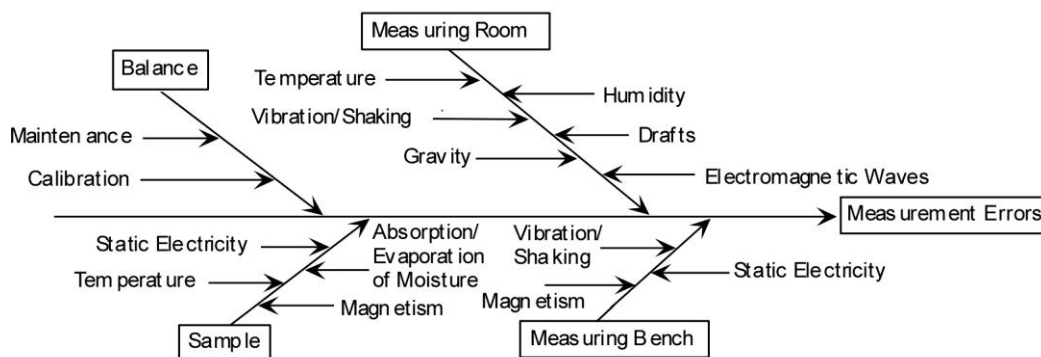 Measuring Room
Balance
Temperature
Humidity
Vibration/Shaking
Maintenance
Drafts
Gravity
Calibration
Electromagnetic Waves
Measurement Errors
Static Electricity
Absorption/
Evaporation
of Moisture
Vibration/
Shaking
Temperature
Static Electricity
Magnetism
Magnetism
Sample
Measuring Bench